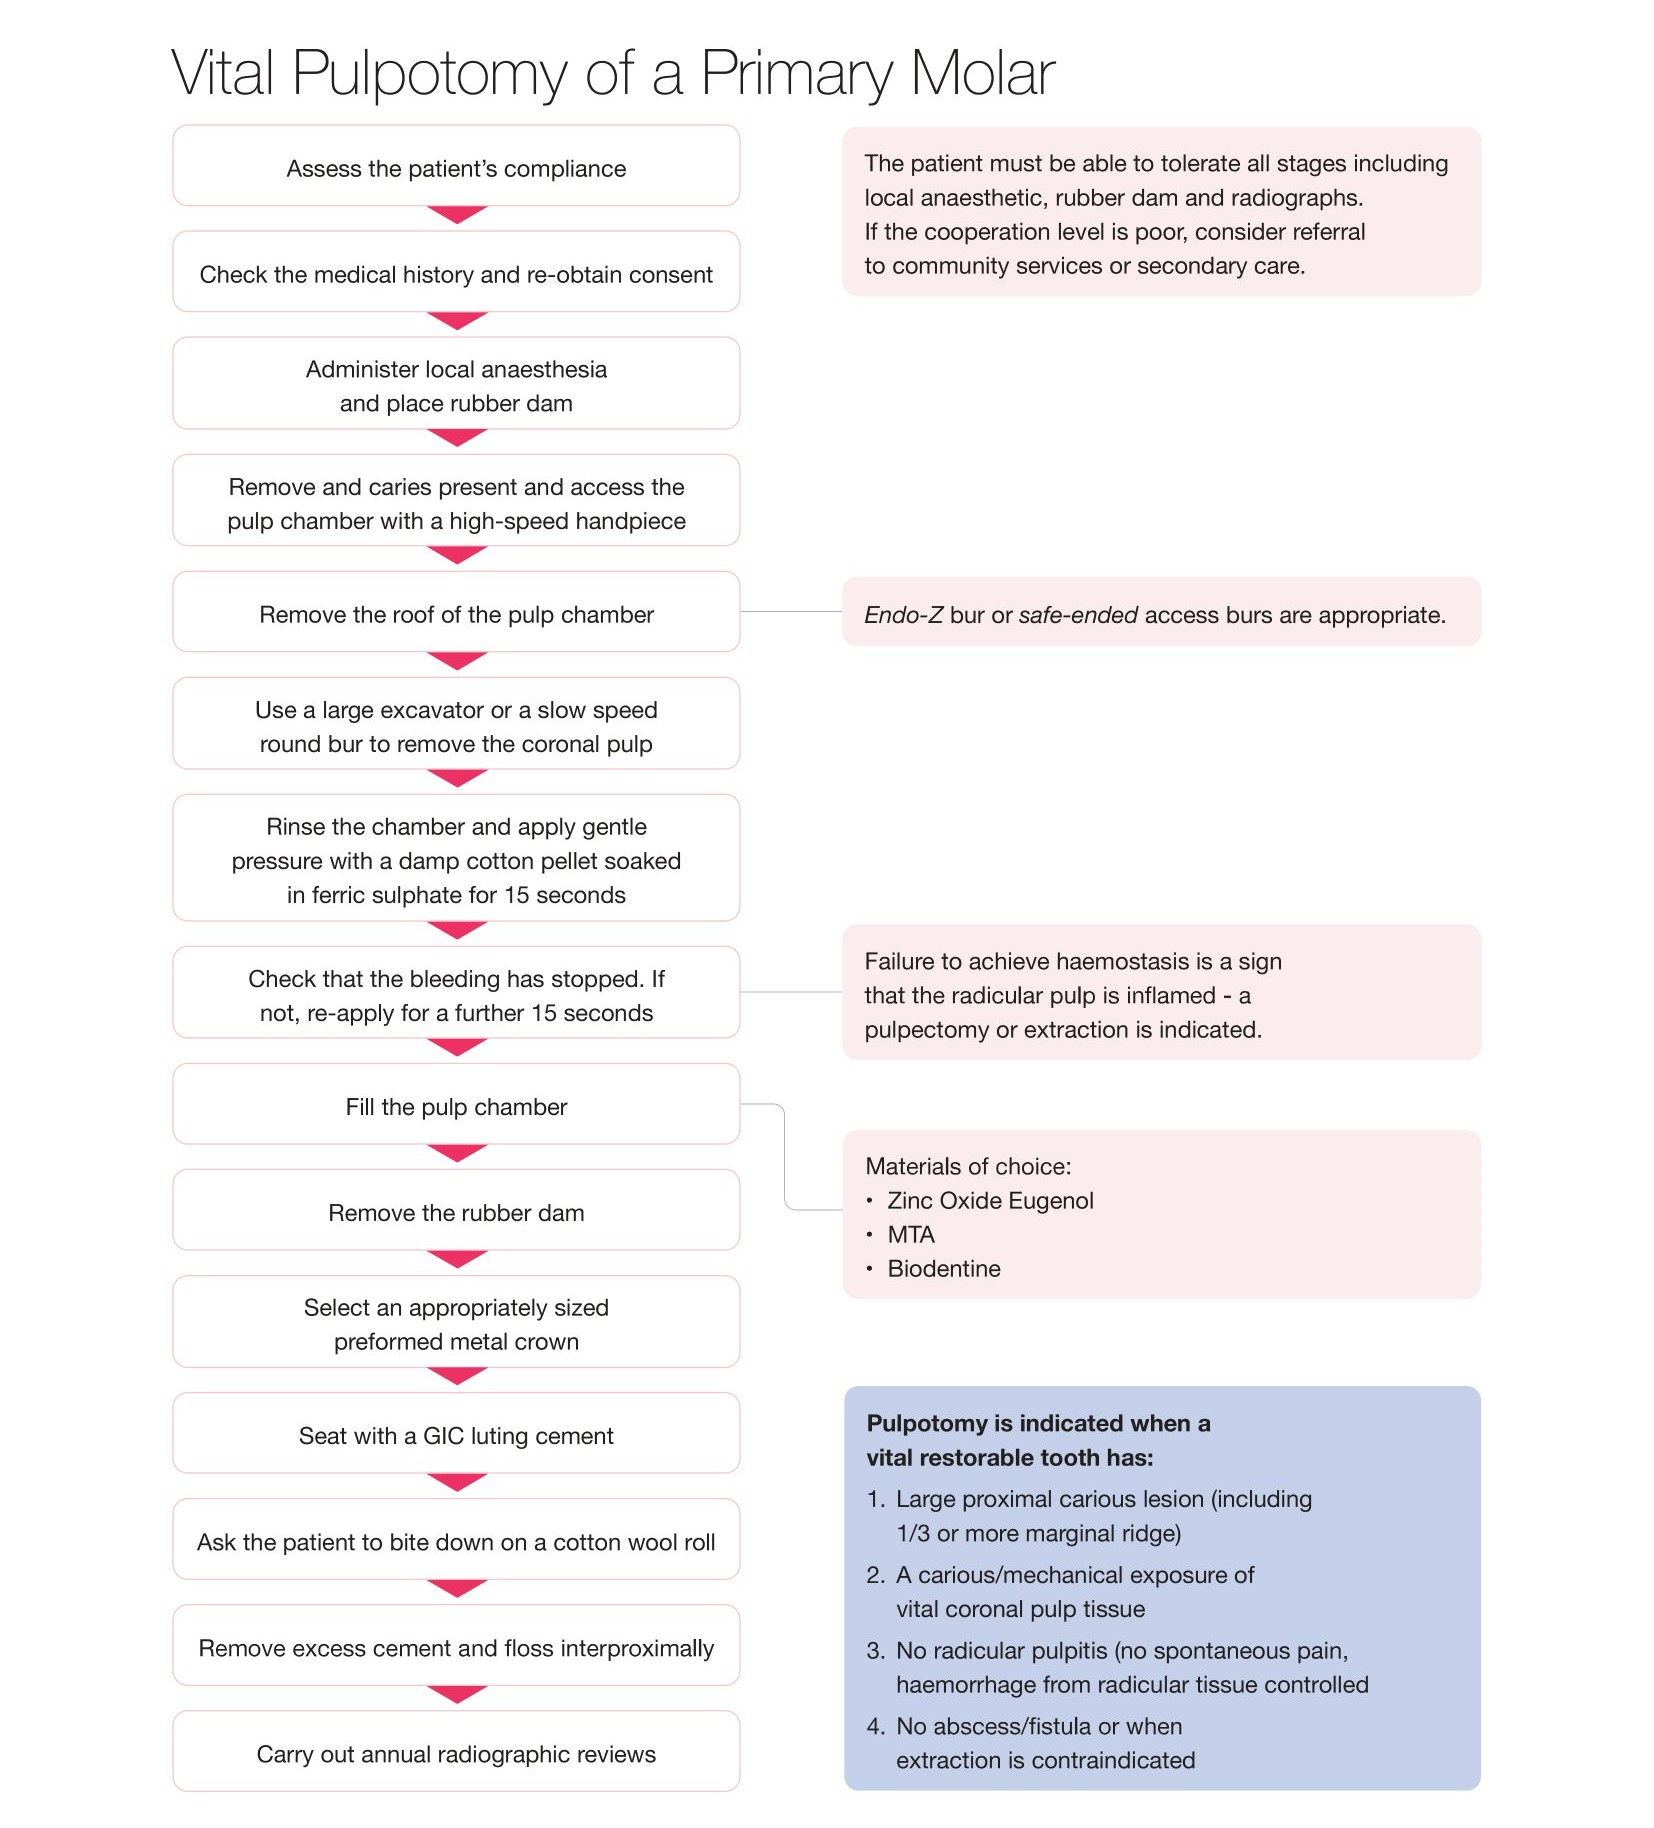 Vital Pulpotomy of a Primary Molar
Assess the patient’s compliance
Check the medical history and re-obtain consent
Administer local anaesthesia
and place rubber dam
Remove and caries present and access the
pulp chamber with a high-speed handpiece
Remove the roof of the pulp chamber
Use a large excavator or a slow speed
round bur to remove the coronal pulp
Rinse the chamber and apply gentle
pressure with a damp cotton pellet soaked
in ferric sulphate for 15 seconds
Check that the bleeding has stopped. If
not, re-apply for a further 15 seconds
Fill the pulp chamber
Remove the rubber dam
Select an appropriately sized
preformed metal crown
Seat with a GIC luting cement
Ask the patient to bite down on a cotton wool roll
Remove excess cement and floss interproximally
Carry out annual radiographic reviews
The patient must be able to tolerate all stages including
local anaesthetic, rubber dam and radiographs.
If the cooperation level is poor, consider referral
to community services or secondary care.
Endo-Z bur or safe-ended access burs are appropriate.
Failure to achieve haemostasis is a sign
that the radicular pulp is inflamed - a
pulpectomy or extraction is indicated.
Materials of choice:
• Zinc Oxide Eugenol
• MTA
• Biodentine
Pulpotomy is indicated when a
vital restorable tooth has:
1. Large proximal carious lesion (including
1/3 or more marginal ridge)
2. A carious/mechanical exposure of
vital coronal pulp tissue
3. No radicular pulpitis (no spontaneous pain,
haemorrhage from radicular tissue controlled
4. No abscess/fistula or when
extraction is contraindicated